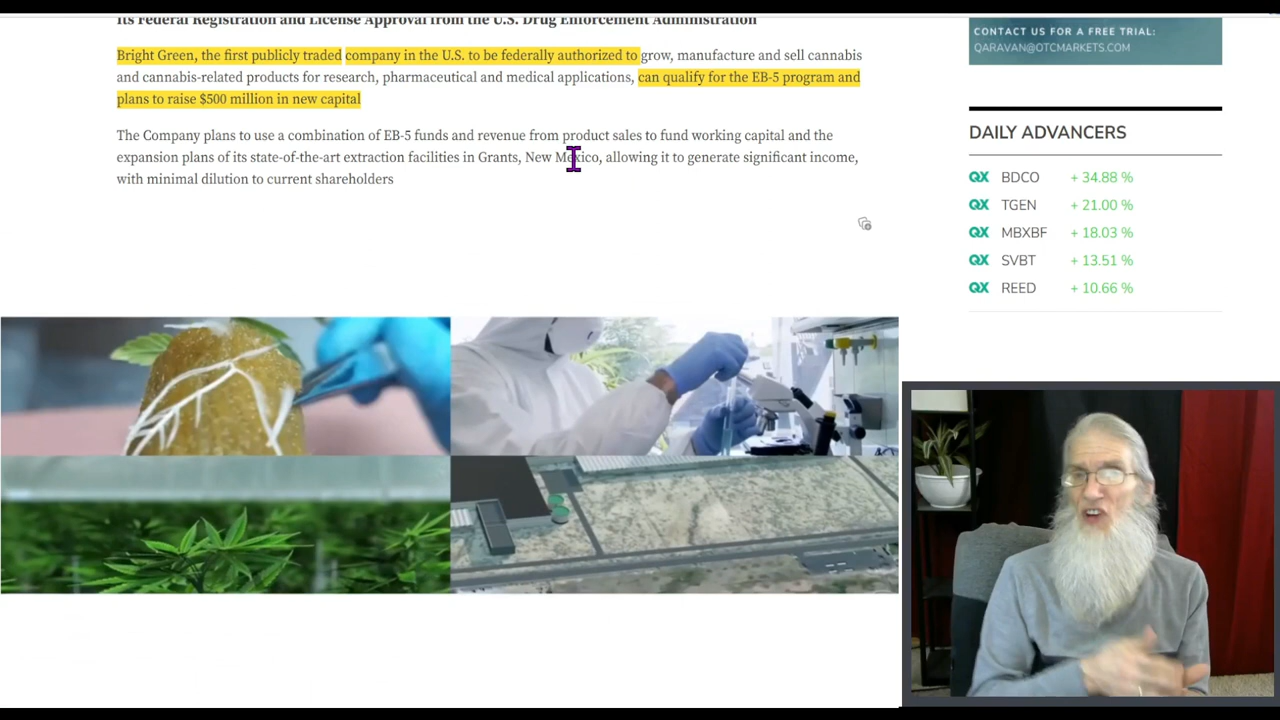 Its Federal Registration and License Approval from the U.S. Drug Enforcement Administration
Bright Green, the first publicly traded company in the U.S. to be federally authorized to grow, manufacture and sell cannabis
and cannabis-related products for research, pharmaceutical and medical applications, can qualify for the EB-5 program and
plans to raise $500 million in new capital
The Company plans to use a combination of EB-5 funds and revenue from product sales to fund working capital and the
expansion plans of its state-of-the-art extraction facilities in Grants, New Mexico, allowing it to generate significant income,
with minimal dilution to current shareholders
CONTACT US FOR A FREE TRIAL:
QARAVAN@OTCMARKETS.COM
DAILY ADVANCERS
QX BDCO + 34.88 %
QX TGEN + 21.00 %
QX MBXBF + 18.03 %
QX SVBT + 13.51 %
QX REED + 10.66 %